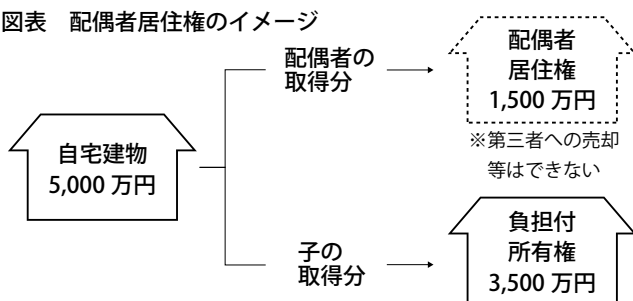 図表　配偶者居住権のイメージ
自宅建物
5,000 万円
配偶者の
取得分
配偶者
居住権
1,500 万円
※第三者への売却
等はできない
子の
取得分
負担付
所有権
3,500 万円